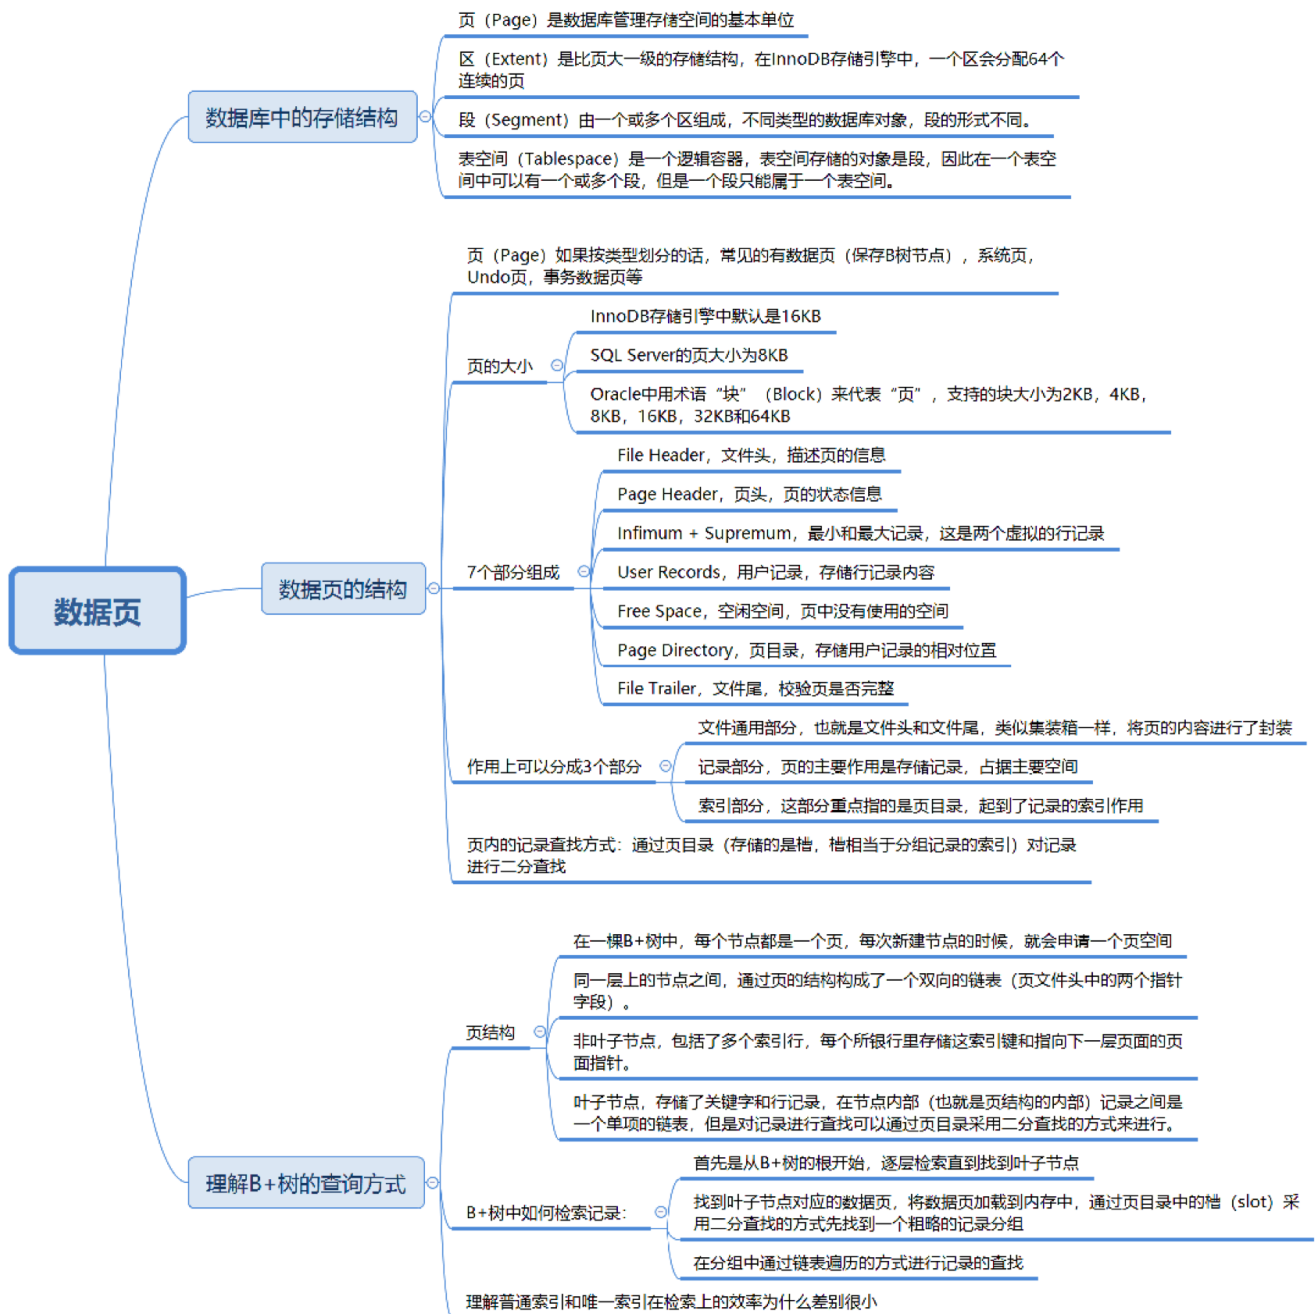 数据页
数据库中的存储结构
页（Page）是数据库管理存储空间的基本单位
区（Extent）是比页大一级的存储结构，在InnoDB存储引擎中，一个区会分配64个
连续的页
段（Segment）由一个或多个区组成，不同类型的数据库对象，段的形式不同。
表空间（Tablespace）是一个逻辑容器，表空间存储的对象是段，因此在一个表空
间中可以有一个或多个段，但是一个段只能属于一个表空间。
数据页的结构
页（Page）如果按类型划分的话，常见的有数据页（保存B树节点），系统页，
Undo页，事务数据页等
页的大小
InnoDB存储引擎中默认是16KB
SQL Server的页大小为8KB
Oracle中用术语“块”（Block）来代表“页”，支持的块大小为2KB，4KB，
8KB，16KB，32KB和64KB
7个部分组成
File Header，文件头，描述页的信息
Page Header，页头，页的状态信息
Infimum + Supremum，最小和最大记录，这是两个虚拟的行记录
User Records，用户记录，存储行记录内容
Free Space，空闲空间，页中没有使用的空间
Page Directory，页目录，存储用户记录的相对位置
File Trailer，文件尾，校验页是否完整
作用上可以分成3个部分
文件通用部分，也就是文件头和文件尾，类似集装箱一样，将页的内容进行了封装
记录部分，页的主要作用是存储记录，占据主要空间
索引部分，这部分重点指的是页目录，起到了记录的索引作用
页内的记录查找方式：通过页目录（存储的是槽，槽相当于分组记录的索引）对记录
进行二分查找
理解B+树的查询方式
页结构
在一棵B+树中，每个节点都是一个页，每次新建节点的时候，就会申请一个页空间
同一层上的节点之间，通过页的结构构成了一个双向的链表（页文件头中的两个指针
字段）。
非叶子节点，包括了多个索引行，每个所银行里存储这索引键和指向下一层页面的页
面指针。
叶子节点，存储了关键字和行记录，在节点内部（也就是页结构的内部）记录之间是
一个单项的链表，但是对记录进行查找可以通过页目录采用二分查找的方式来进行。
B+树中如何检索记录：
首先是从B+树的根开始，逐层检索直到找到叶子节点
找到叶子节点对应的数据页，将数据页加载到内存中，通过页目录中的槽（slot）采
用二分查找的方式先找到一个粗略的记录分组
在分组中通过链表遍历的方式进行记录的查找
理解普通索引和唯一索引在检索上的效率为什么差别很小